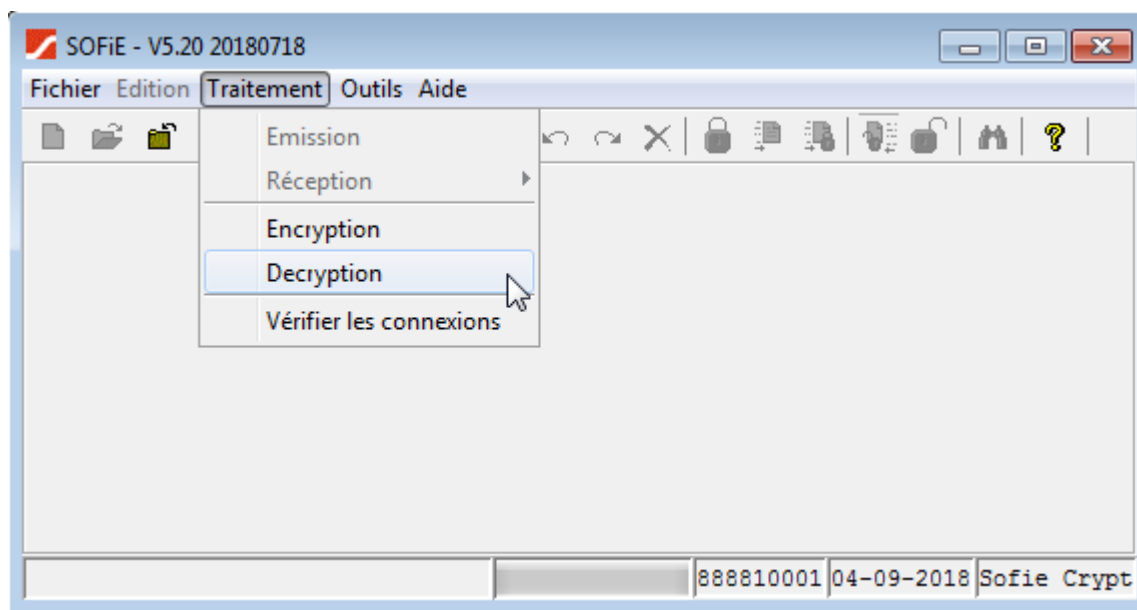 SOFiE - V5.20 20180718
Fichier Edition Traitement Outils Aide
Emission
Réception
Encryption
Decryption
Vérifier les connexions
888810001 04-09-2018 Sofie Crypt